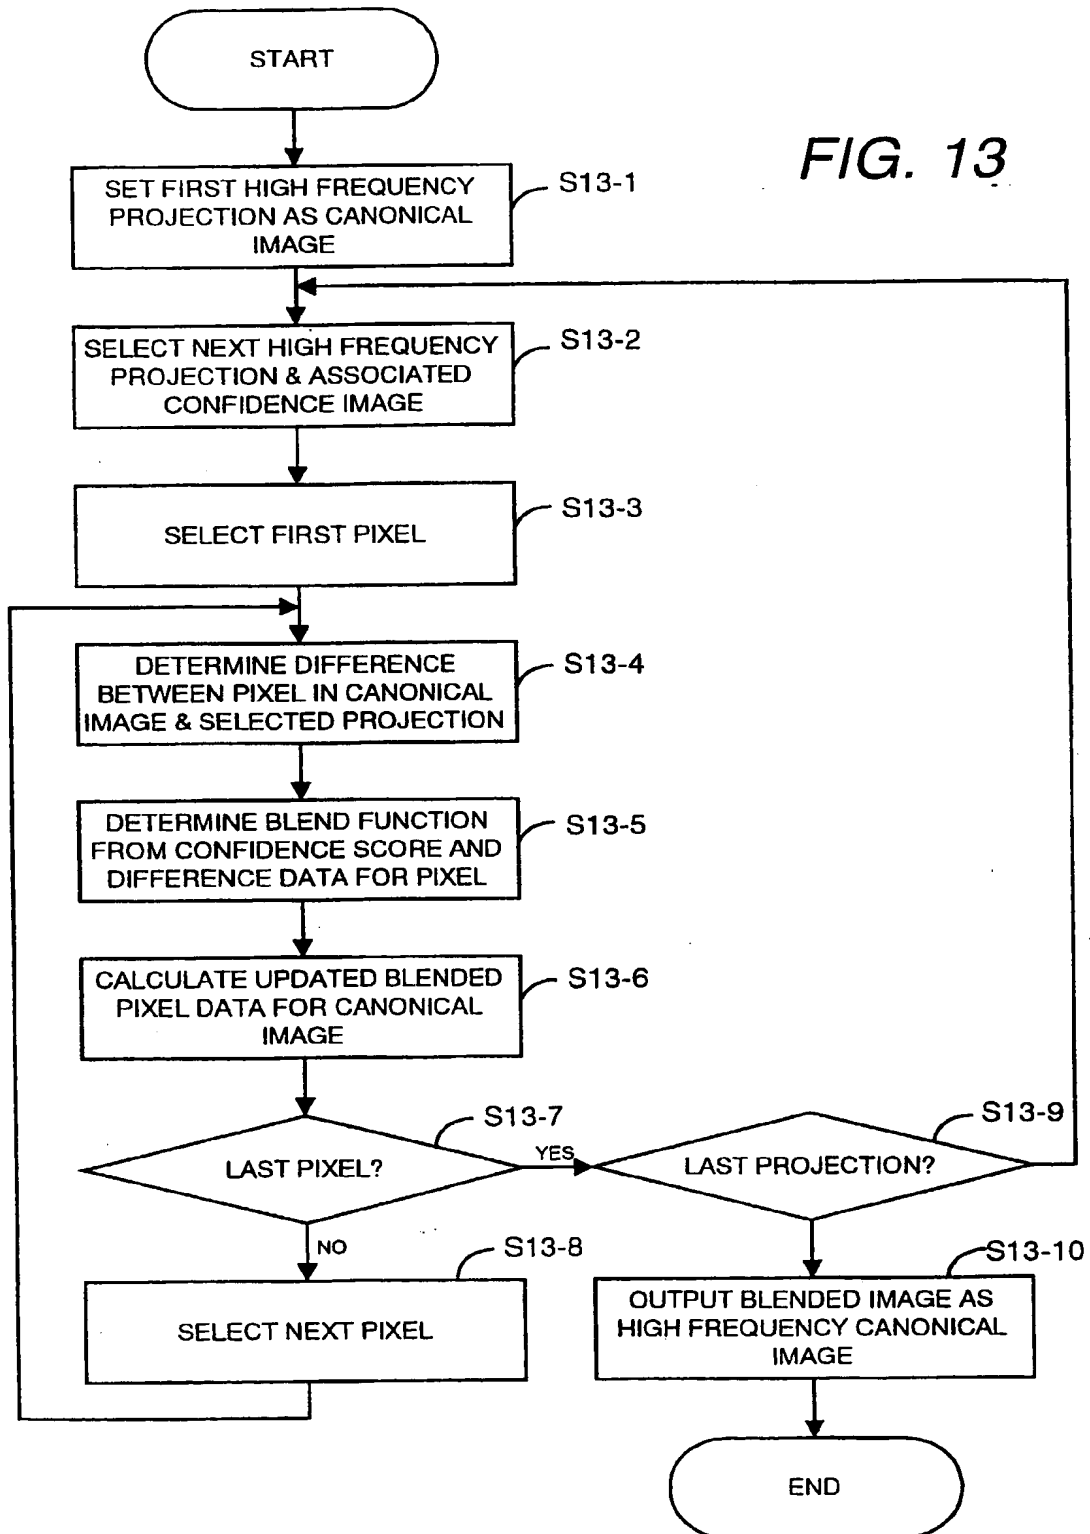 START
FIG. 13
SET FIRST HIGH FREQUENCY
PROJECTION AS CANONICAL
IMAGE
S13-1
SELECT NEXT HIGH FREQUENCY
PROJECTION & ASSOCIATED
CONFIDENCE IMAGE
S13-2
SELECT FIRST PIXEL
S13-3
DETERMINE DIFFERENCE
BETWEEN PIXEL IN CANONICAL
IMAGE & SELECTED PROJECTION
S13-4
DETERMINE BLEND FUNCTION
FROM CONFIDENCE SCORE AND
DIFFERENCE DATA FOR PIXEL
S13-5
CALCULATE UPDATED BLENDED
PIXEL DATA FOR CANONICAL
IMAGE
S13-6
LAST PIXEL?
S13-7
YES
LAST PROJECTION?
S13-9
NO
SELECT NEXT PIXEL
S13-8
OUTPUT BLENDED IMAGE AS
HIGH FREQUENCY CANONICAL
IMAGE
S13-10
END